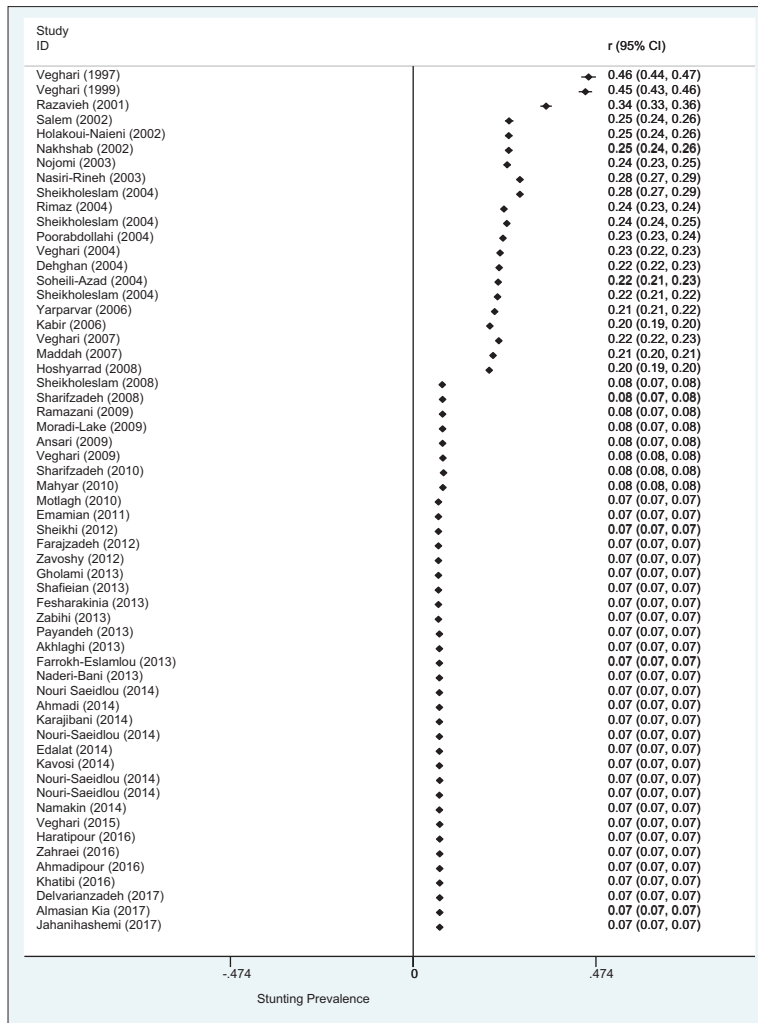 Study
ID r (95% CI)
Veghari (1997) 0.46 (0.44, 0.47)
Veghari (1999) 0.45 (0.43, 0.46)
Razavieh (2001) 0.34 (0.33, 0.36)
Salem (2002) 0.25 (0.24, 0.26)
Holakoui-Naieni (2002) 0.25 (0.24, 0.26)
Nakhshab (2002) 0.25 (0.24, 0.26)
Nojomi (2003) 0.24 (0.23, 0.25)
Nasiri-Rineh (2003) 0.28 (0.27, 0.29)
Sheikholeslam (2004) 0.28 (0.27, 0.29)
Rimaz (2004) 0.24 (0.23, 0.24)
Sheikholeslam (2004) 0.24 (0.24, 0.25)
Poorabdollahi (2004) 0.23 (0.23, 0.24)
Veghari (2004) 0.23 (0.22, 0.23)
Dehghan (2004) 0.22 (0.22, 0.23)
Soheili-Azad (2004) 0.22 (0.21, 0.23)
Sheikholeslam (2004) 0.22 (0.21, 0.22)
Yarparvar (2006) 0.21 (0.21, 0.22)
Kabir (2006) 0.20 (0.19, 0.20)
Veghari (2007) 0.22 (0.22, 0.23)
Maddah (2007) 0.21 (0.20, 0.21)
Hoshyarrad (2008) 0.20 (0.19, 0.20)
Sheikholeslam (2008) 0.08 (0.07, 0.08)
Sharifzadeh (2008) 0.08 (0.07, 0.08)
Ramazani (2009) 0.08 (0.07, 0.08)
Moradi-Lake (2009) 0.08 (0.07, 0.08)
Ansari (2009) 0.08 (0.07, 0.08)
Veghari (2009) 0.08 (0.08, 0.08)
Sharifzadeh (2010) 0.08 (0.08, 0.08)
Mahyar (2010) 0.08 (0.08, 0.08)
Motlagh (2010) 0.07 (0.07, 0.07)
Emamian (2011) 0.07 (0.07, 0.07)
Sheikhi (2012) 0.07 (0.07, 0.07)
Farajzadeh (2012) 0.07 (0.07, 0.07)
Zavoshy (2012) 0.07 (0.07, 0.07)
Gholami (2013) 0.07 (0.07, 0.07)
Shafieian (2013) 0.07 (0.07, 0.07)
Fesharakinia (2013) 0.07 (0.07, 0.07)
Zabihi (2013) 0.07 (0.07, 0.07)
Payandeh (2013) 0.07 (0.07, 0.07)
Akhlaghi (2013) 0.07 (0.07, 0.07)
Farrokh-Eslamlou (2013) 0.07 (0.07, 0.07)
Naderi-Bani (2013) 0.07 (0.07, 0.07)
Nouri Saeidlou (2014) 0.07 (0.07, 0.07)
Ahmadi (2014) 0.07 (0.07, 0.07)
Karajibani (2014) 0.07 (0.07, 0.07)
Nouri-Saeidlou (2014) 0.07 (0.07, 0.07)
Edalat (2014) 0.07 (0.07, 0.07)
Kavosi (2014) 0.07 (0.07, 0.07)
Nouri-Saeidlou (2014) 0.07 (0.07, 0.07)
Nouri-Saeidlou (2014) 0.07 (0.07, 0.07)
Namakin (2014) 0.07 (0.07, 0.07)
Veghari (2015) 0.07 (0.07, 0.07)
Haratipour (2016) 0.07 (0.07, 0.07)
Zahraei (2016) 0.07 (0.07, 0.07)
Ahmadipour (2016) 0.07 (0.07, 0.07)
Khatibi (2016) 0.07 (0.07, 0.07)
Delvarianzadeh (2017) 0.07 (0.07, 0.07)
Almasian Kia (2017) 0.07 (0.07, 0.07)
Jahanihashemi (2017) 0.07 (0.07, 0.07)
-.474 0 .474
Stunting Prevalence